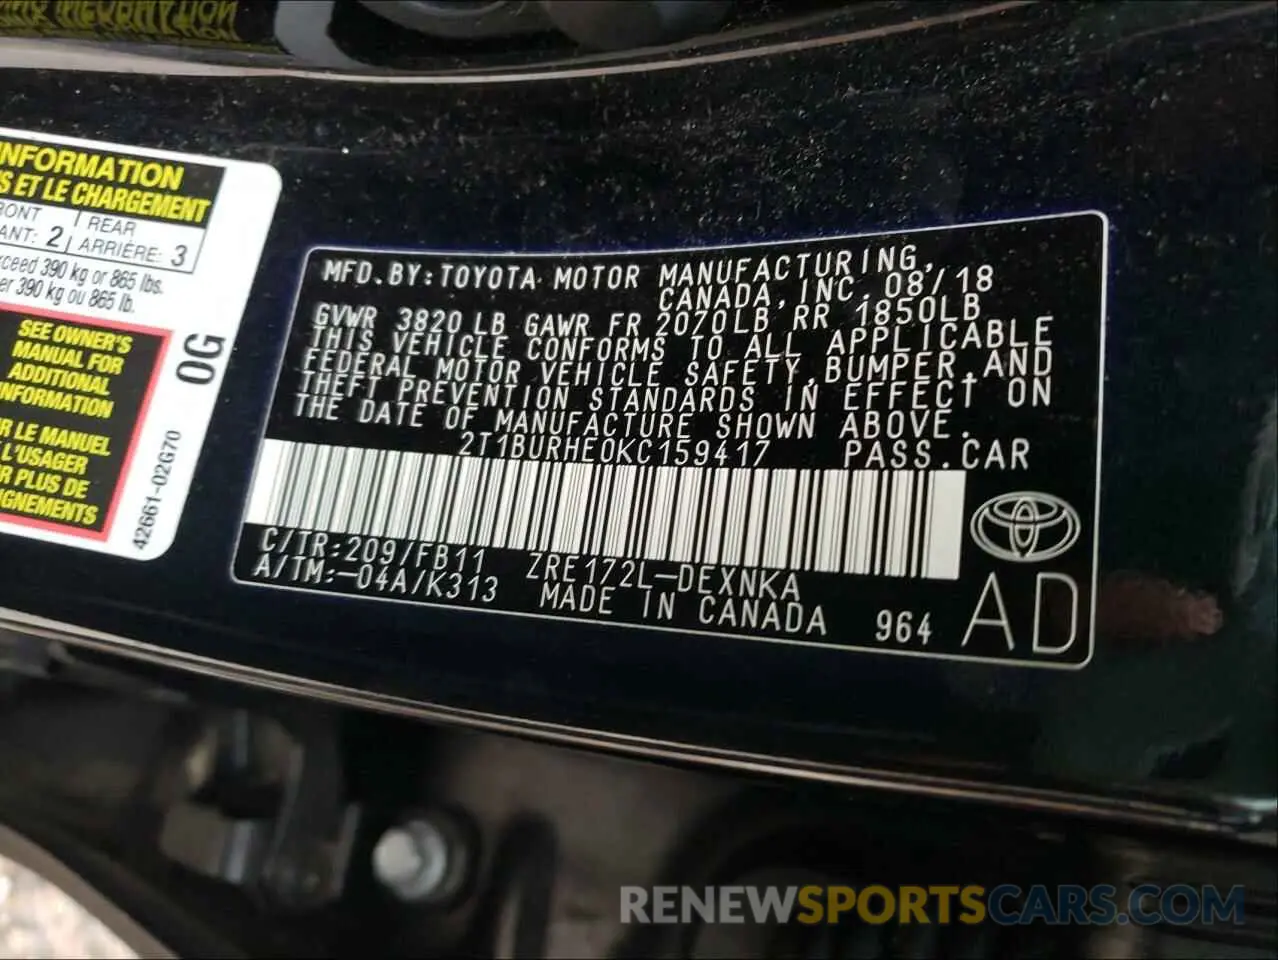 INFORMATION
S ET LE CHARGEMENT
RONT REAR
ANT: 2 ARRIÈRE: 3
xceed 390 kg or 865 lbs.
er 390 kg ou 865 lb.
SEE OWNER'S
MANUAL FOR
ADDITIONAL
INFORMATION
R LE MANUEL
L'USAGER
R PLUS DE
IGNEMENTS
0G
42661-02G70
MFD.BY:TOYOTA MOTOR MANUFACTURING,
CANADA,INC. 08/18
GVWR 3820 LB GAWR FR 2070LB RR 1850LB
THIS VEHICLE CONFORMS TO ALL APPLICABLE
FEDERAL MOTOR VEHICLE SAFETY,BUMPER,AND
THEFT PREVENTION STANDARDS IN EFFECT ON
THE DATE OF MANUFACTURE SHOWN ABOVE.
2T1BURHE0KC159417 PASS.CAR
C/TR:209/FB11 ZRE172L-DEXNKA
A/TM:-04A/K313 MADE IN CANADA 964 AD
RENEWSPORTSCARS.COM